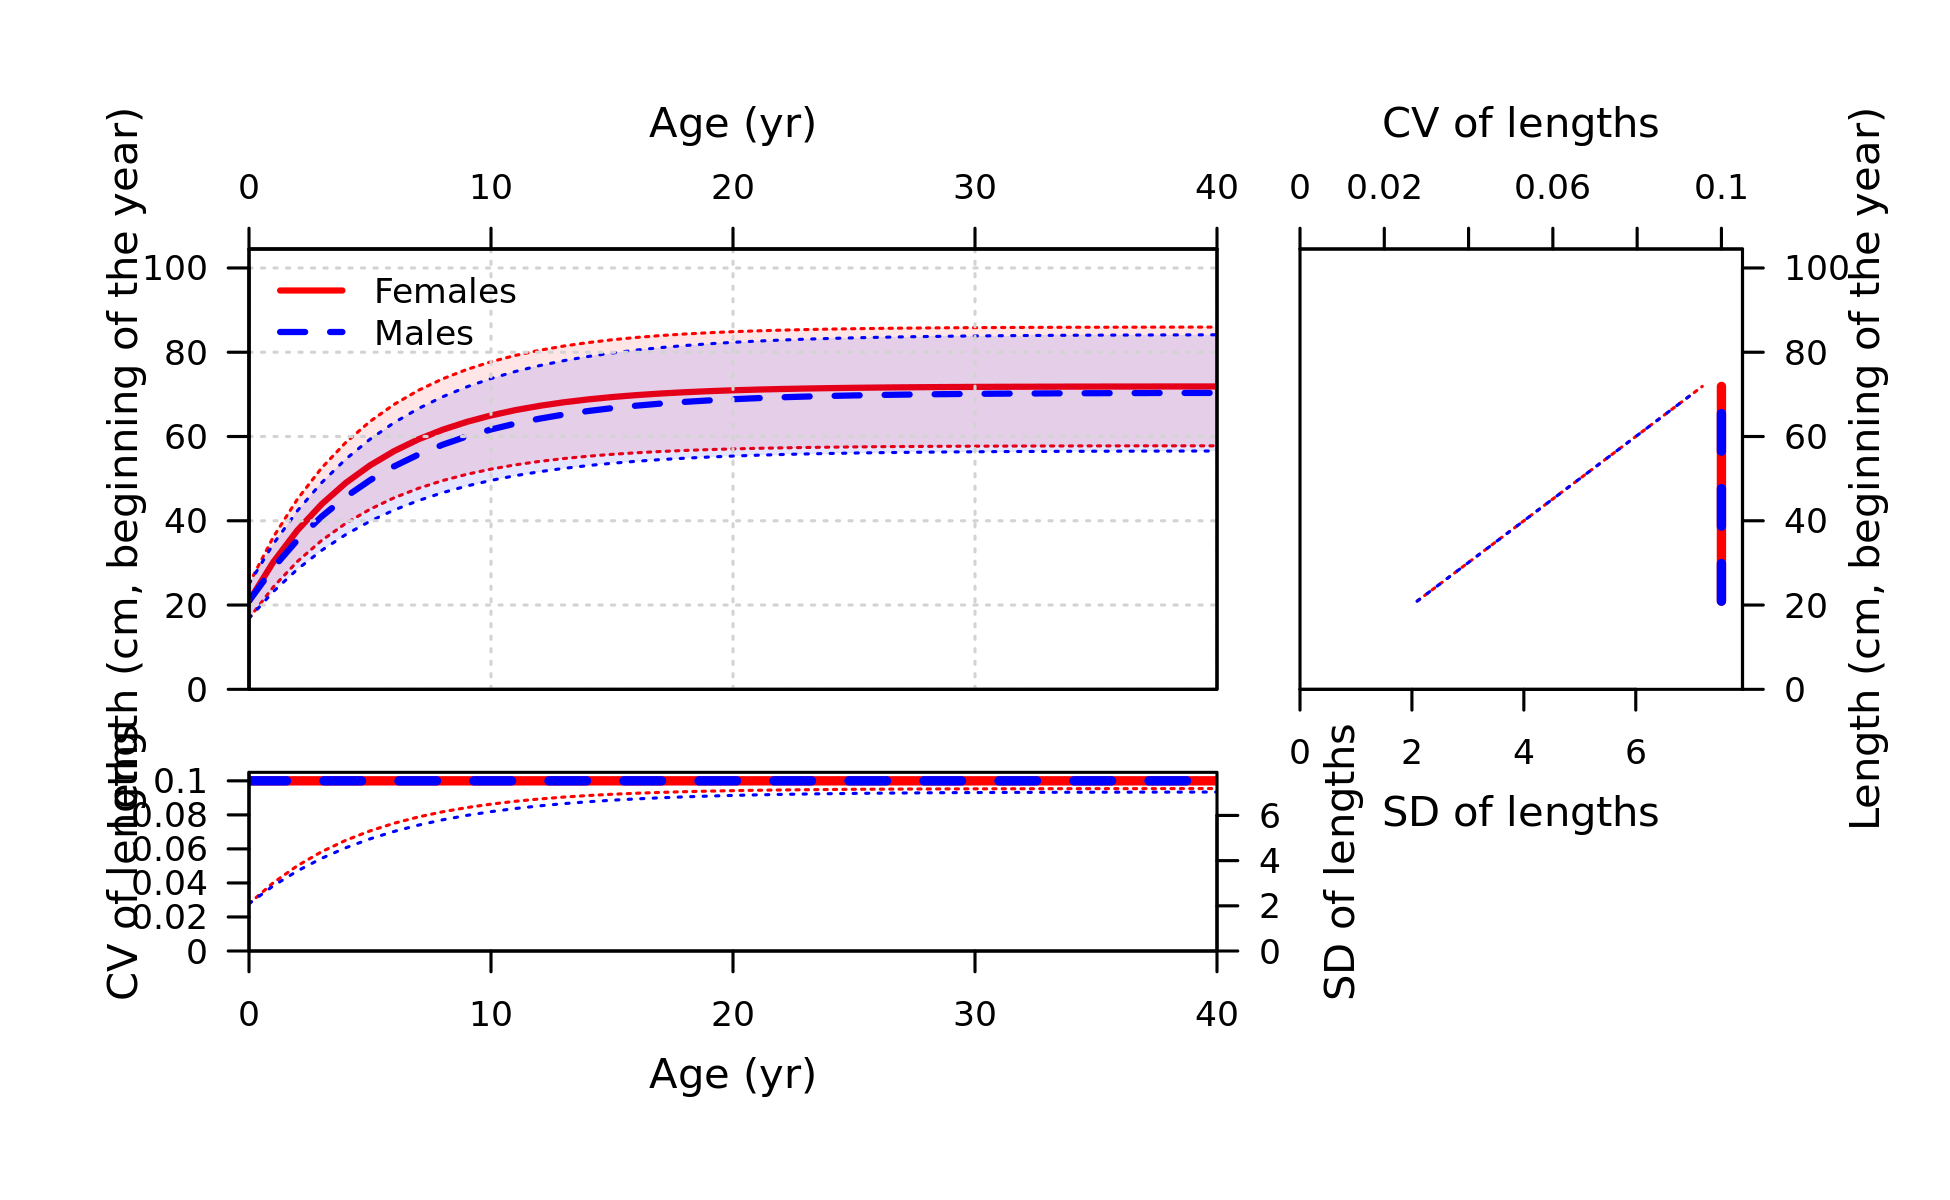 Age (yr)
CV of lengths
0 10 20 30 40
0 0.02 0.06 0.1
Length (cm, beginning of the year)
100
80
60
40
20
0
Females
Males
100
80
60
40
20
0
Length (cm, beginning of the year)
0 2 4 6
SD of lengths
CV of lengths
0.1
0.08
0.06
0.04
0.02
0
6
4
2
0
SD of lengths
0 10 20 30 40
Age (yr)